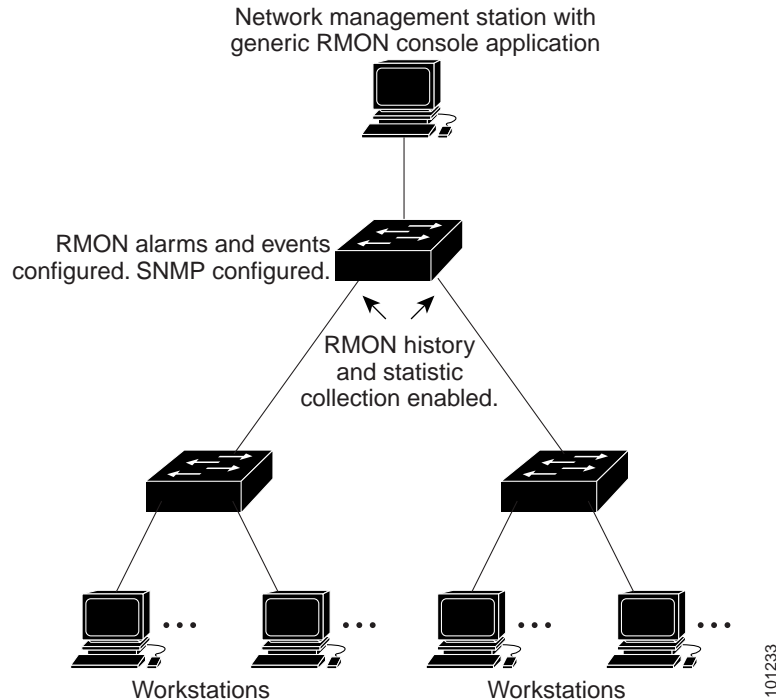 Network management station with
generic RMON console application
RMON alarms and events
configured. SNMP configured.
RMON history
and statistic
collection enabled.
Workstations
Workstations
101233